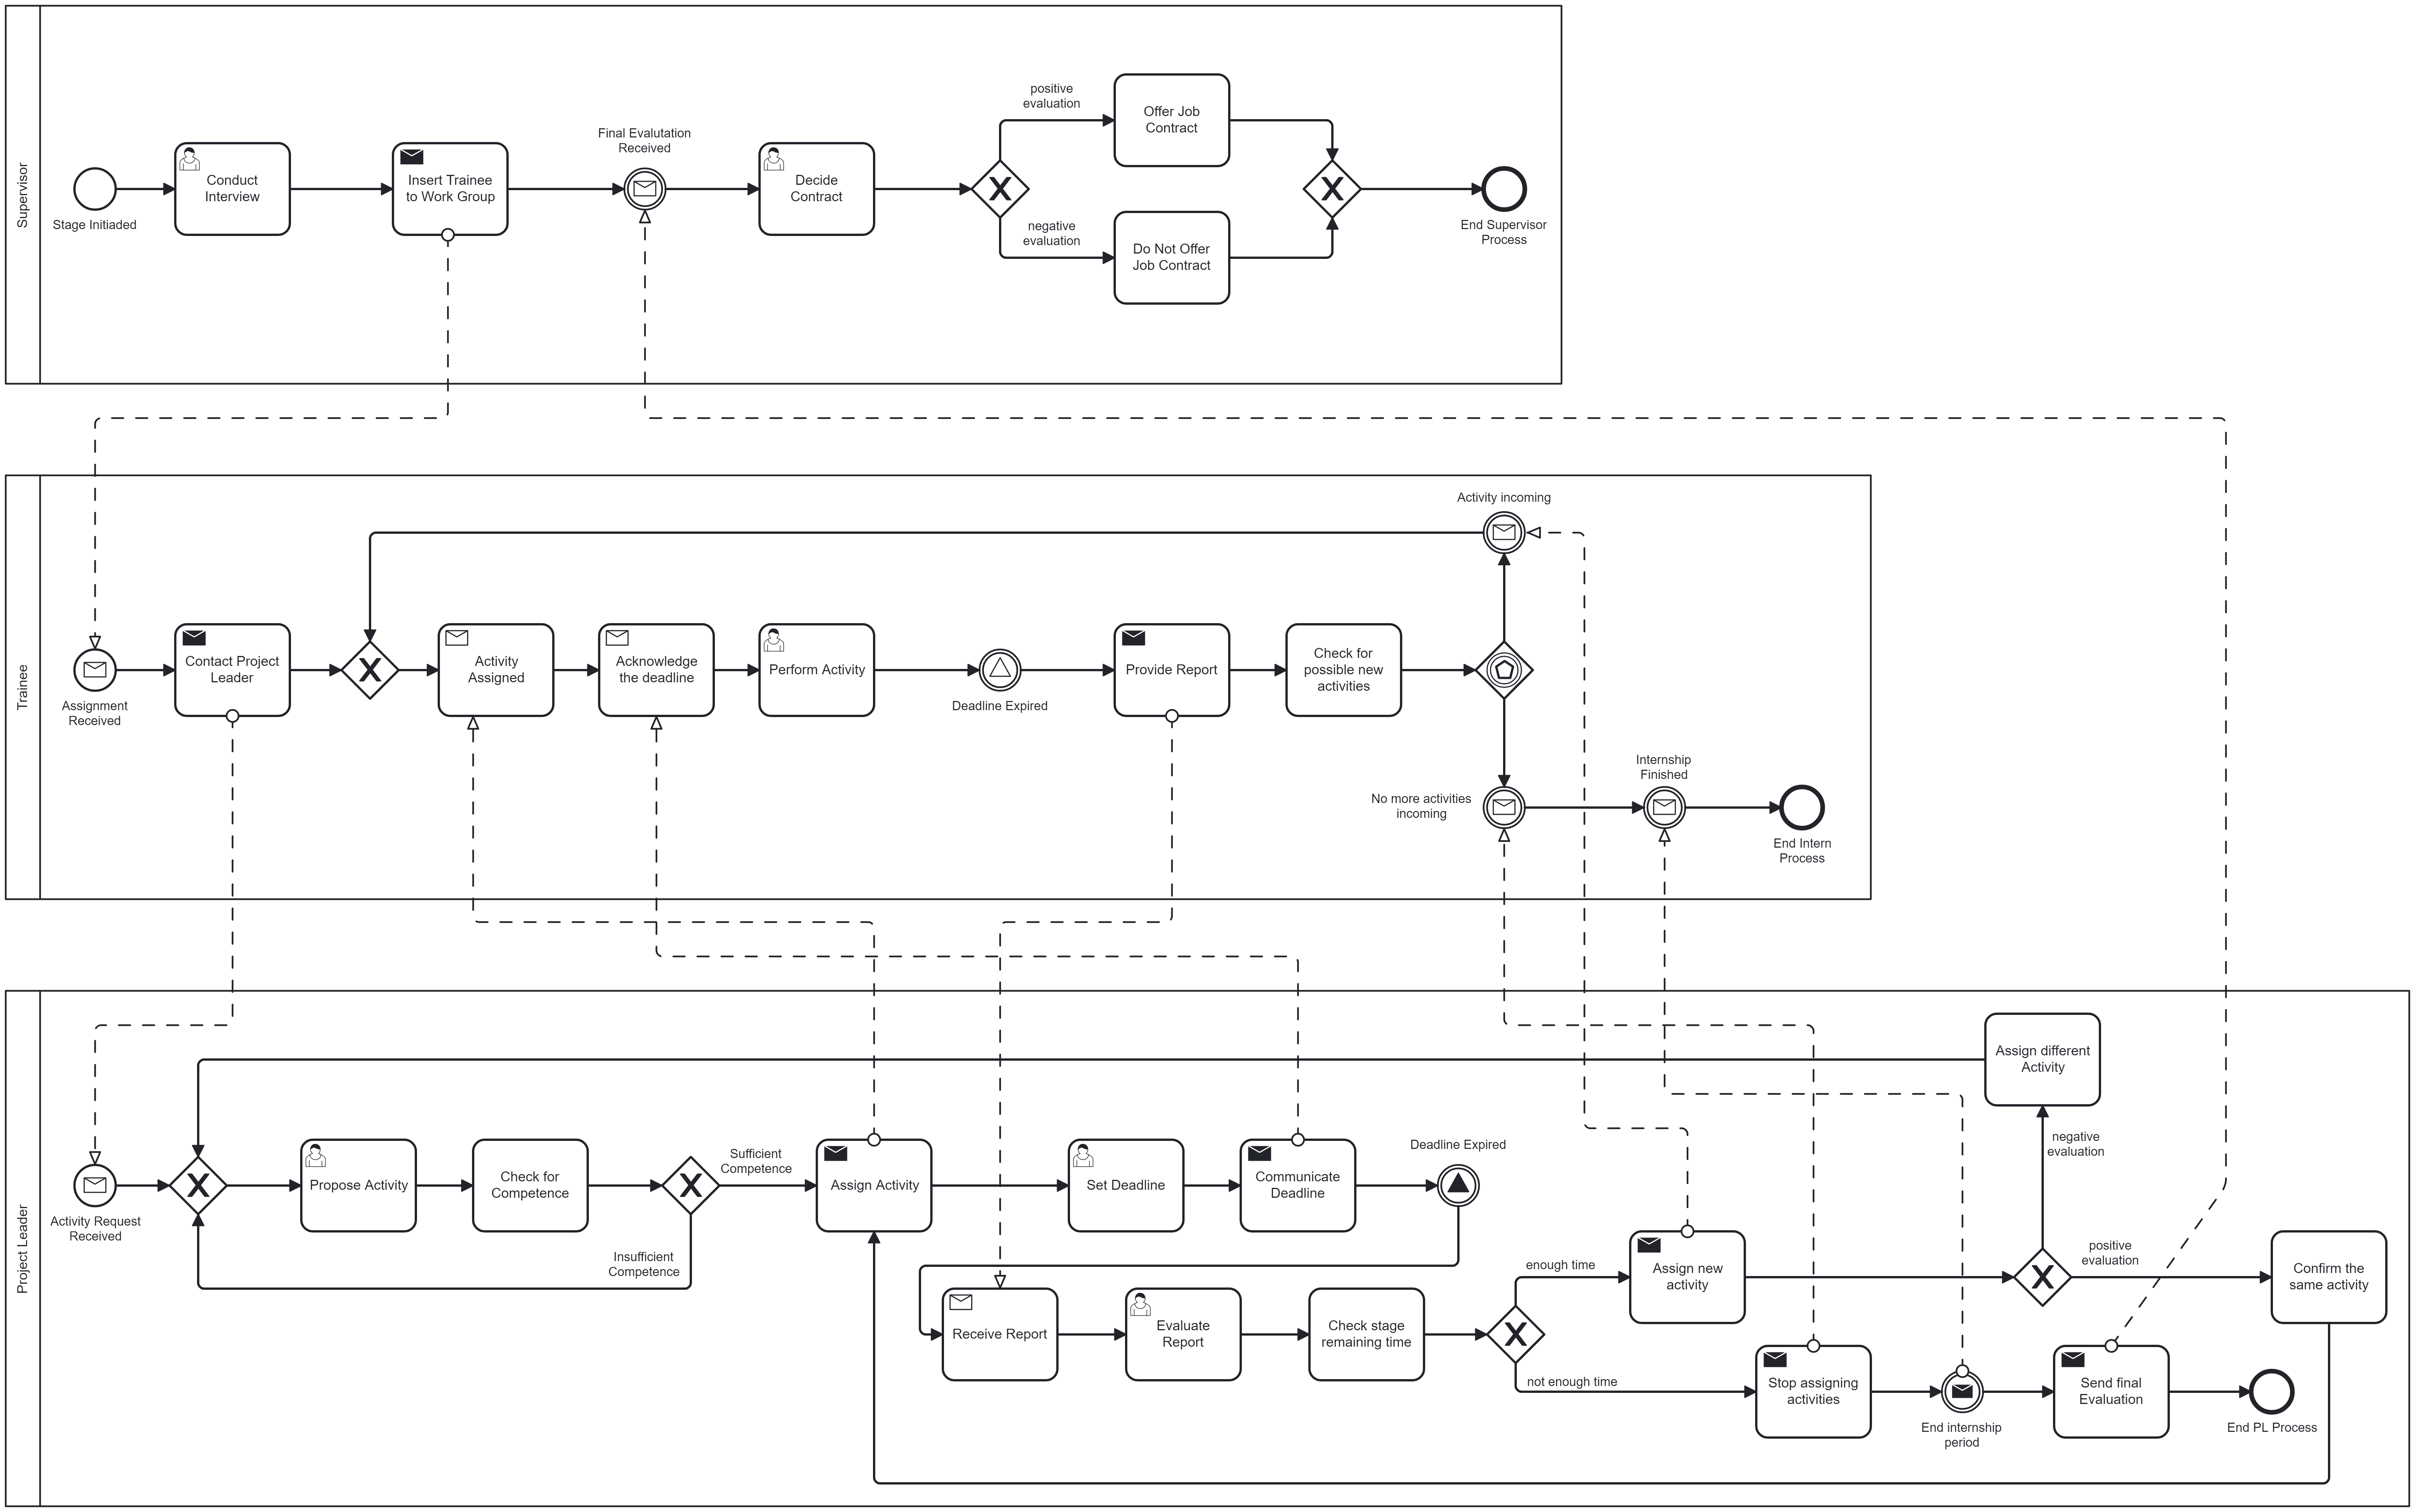 Supervisor
Stage Initiaded
Conduct
Interview
Insert Trainee
to Work Group
Final Evalutation
Received
Decide
Contract
positive
evaluation
negative
evaluation
Offer Job
Contract
Do Not Offer
Job Contract
End Supervisor
Process
Trainee
Assignment
Received
Contact Project
Leader
Activity
Assigned
Acknowledge
the deadline
Perform Activity
Deadline Expired
Provide Report
Check for
possible new
activities
Activity incoming
No more activities
incoming
Internship
Finished
End Intern
Process
Project Leader
Activity Request
Received
Propose Activity
Check for
Competence
Sufficient
Competence
Insufficient
Competence
Assign Activity
Set Deadline
Communicate
Deadline
Deadline Expired
Receive Report
Evaluate
Report
Check stage
remaining time
enough time
not enough time
Assign new
activity
Stop assigning
activities
End internship
period
Send final
Evaluation
End PL Process
Assign different
Activity
negative
evaluation
positive
evaluation
Confirm the
same activity